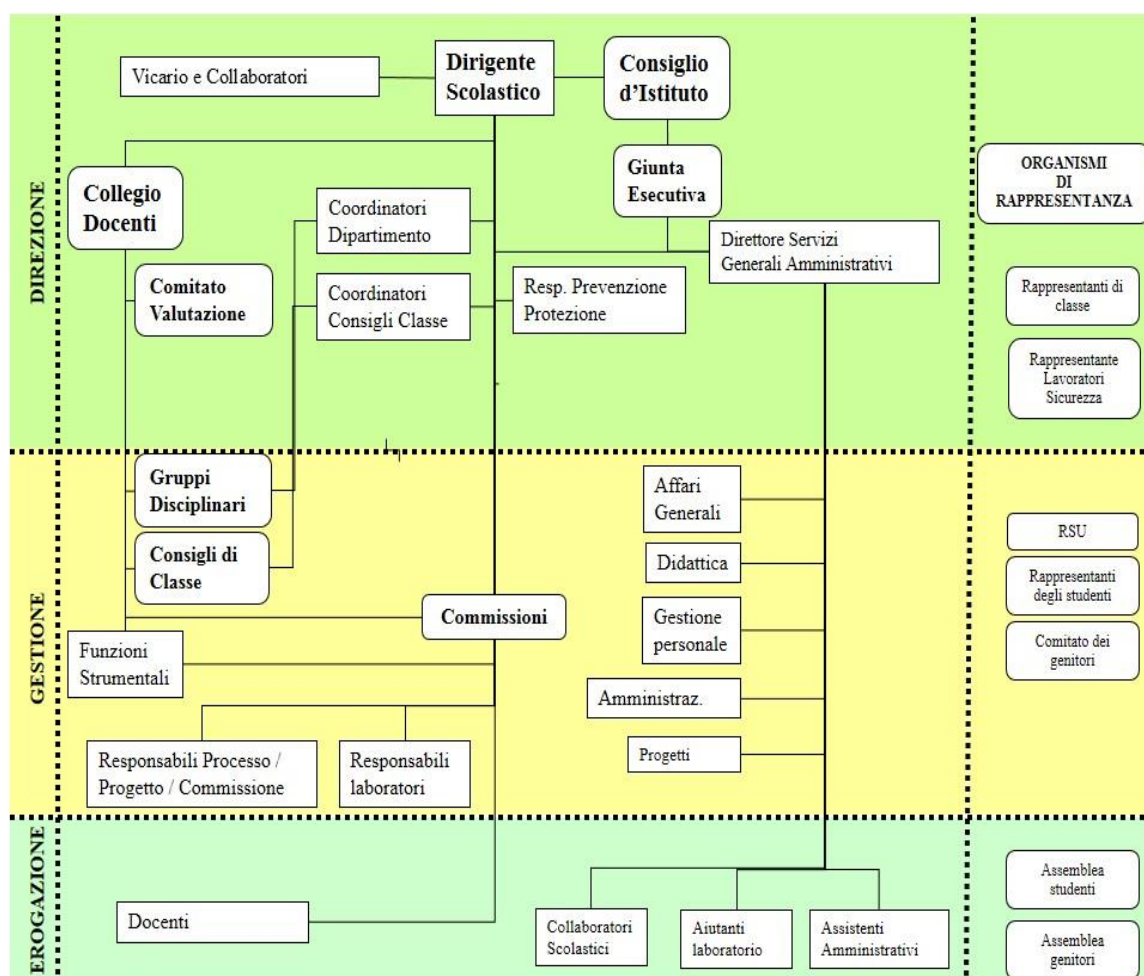 DIREZIONE
Vicario e Collaboratori
Dirigente
Scolastico
Consiglio
d'Istituto
Collegio
Docenti
Giunta
Esecutiva
Coordinatori
Dipartimento
Direttore Servizi
Generali Amministrativi
Comitato
Valutazione
Coordinatori
Consigli Classe
Resp. Prevenzione
Protezione
ORGANISMI
DI
RAPPRESENTANZA
Rappresentanti di
classe
Rappresentante
Lavoratori
Sicurezza
GESTIONE
Gruppi
Disciplinari
Consigli di
Classe
Commissioni
Funzioni
Strumentali
Responsabili Processo /
Progetto / Commissione
Responsabili
laboratori
Affari
Generali
Didattica
Gestione
personale
Amministraz.
Progetti
RSU
Rappresentanti
degli studenti
Comitato dei
genitori
EROGAZIONE
Docenti
Collaboratori
Scolastici
Aiutanti
laboratorio
Assistenti
Amministrativi
Assemblea
studenti
Assemblea
genitori